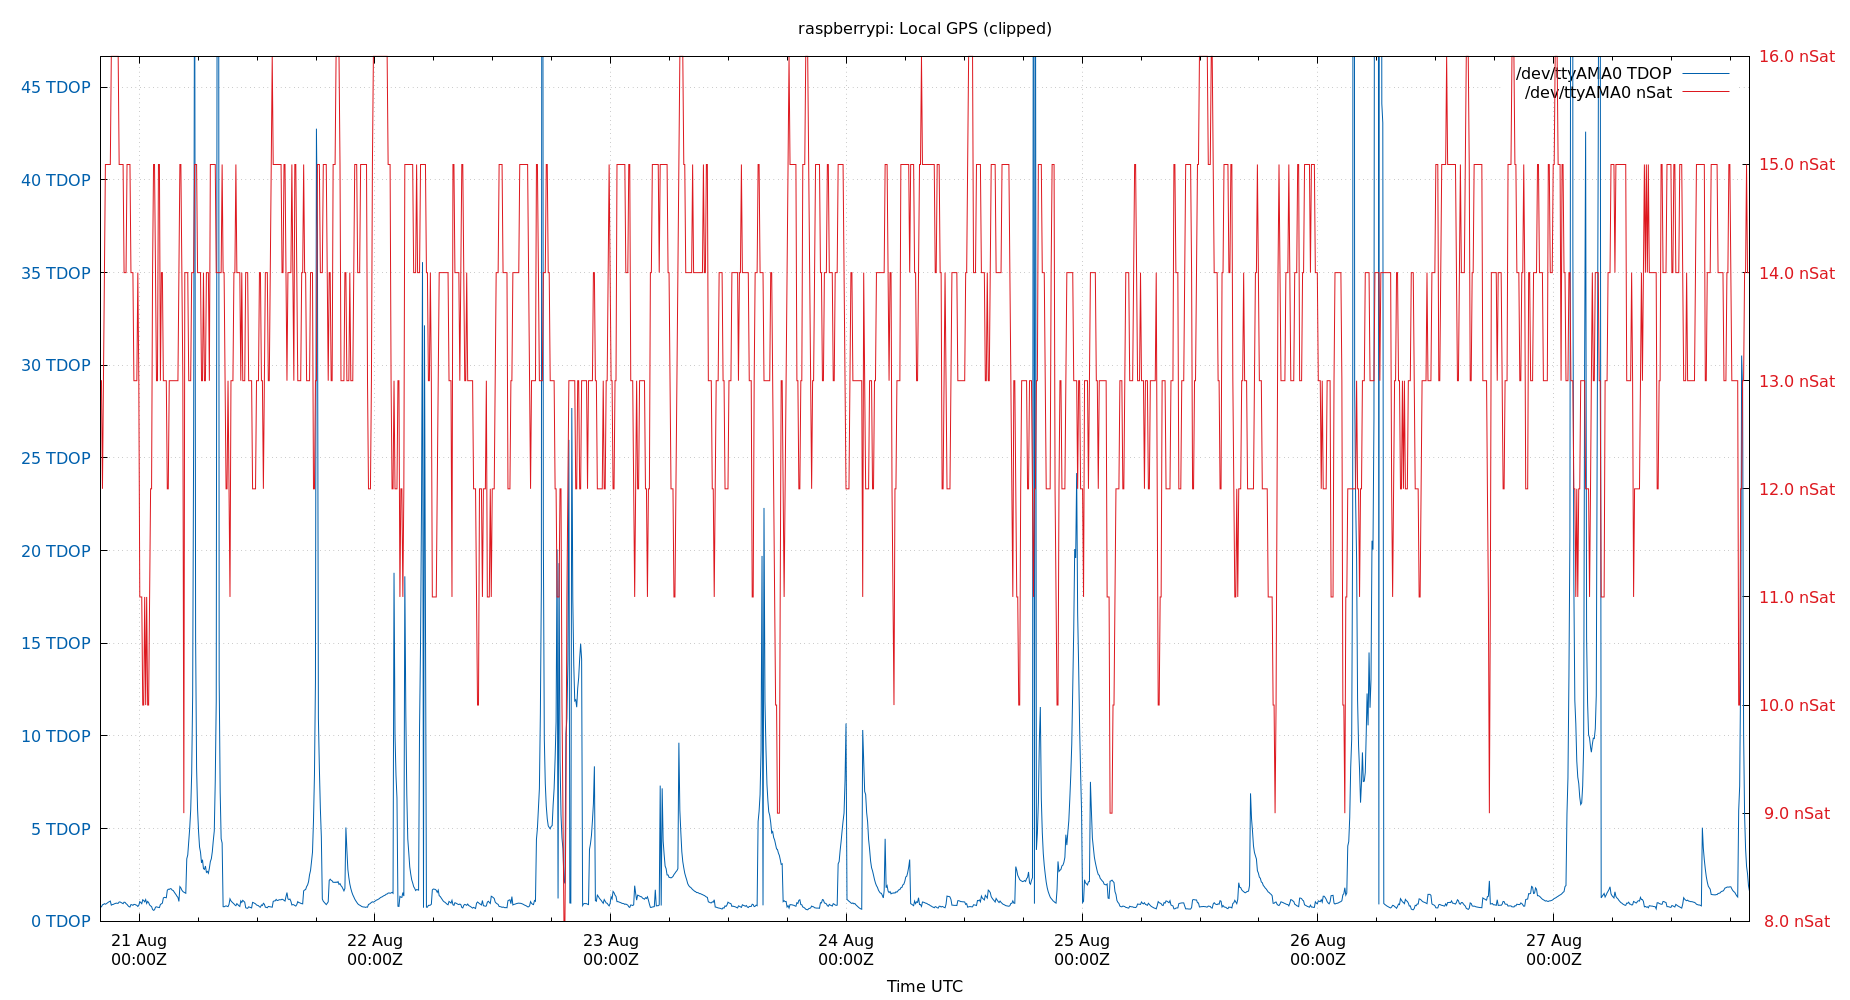 raspberrypi: Local GPS (clipped)
/dev/ttyAMA0 TDOP
/dev/ttyAMA0 nSat
45 TDOP
40 TDOP
35 TDOP
30 TDOP
25 TDOP
20 TDOP
15 TDOP
10 TDOP
5 TDOP
0 TDOP
16.0 nSat
15.0 nSat
14.0 nSat
13.0 nSat
12.0 nSat
11.0 nSat
10.0 nSat
9.0 nSat
8.0 nSat
21 Aug
00:00Z
22 Aug
00:00Z
23 Aug
00:00Z
24 Aug
00:00Z
25 Aug
00:00Z
26 Aug
00:00Z
27 Aug
00:00Z
Time UTC